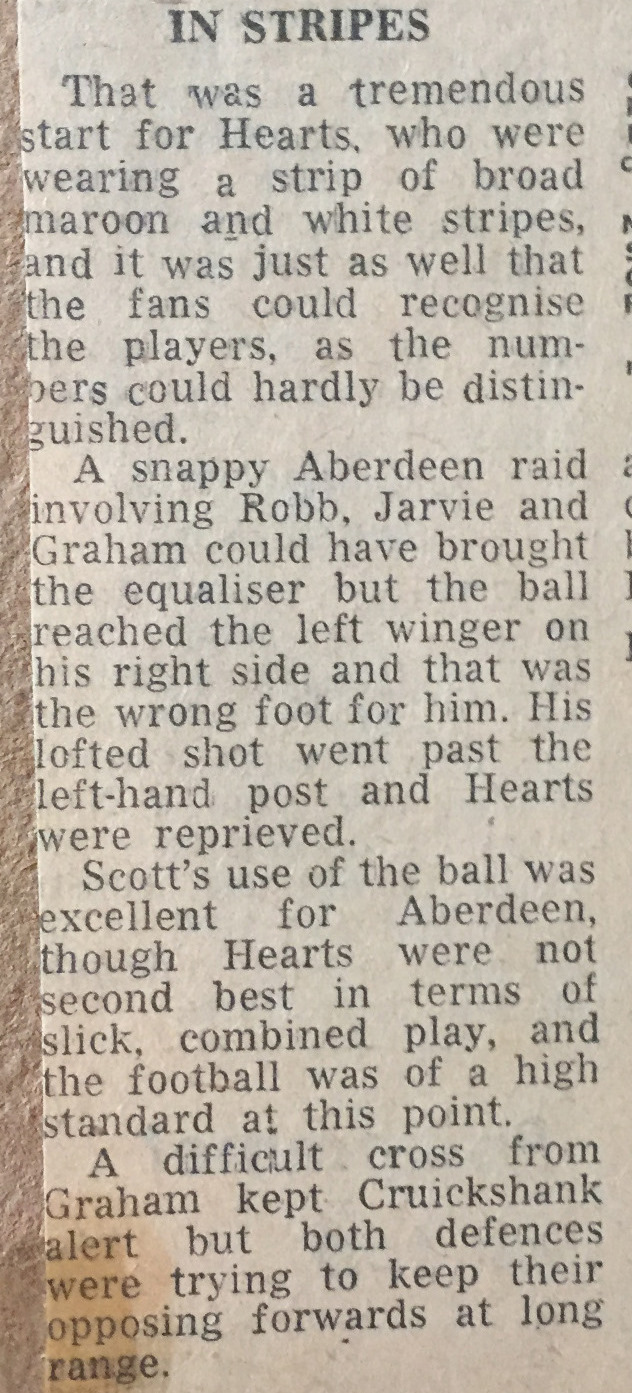 IN STRIPES
That was a tremendous
start for Hearts, who were
wearing a strip of broad
maroon and white stripes,
and it was just as well that
the fans could recognise
the players, as the num-
bers could hardly be distin-
guished.
A snappy Aberdeen raid
involving Robb, Jarvie and
Graham could have brought
the equaliser but the ball
reached the left winger on
his right side and that was
the wrong foot for him. His
lofted shot went past the
left-hand post and Hearts
were reprieved.
Scott's use of the ball was
excellent for Aberdeen,
though Hearts were not
second best in terms of
slick, combined play, and
the football was of a high
standard at this point.
A difficult cross from
Graham kept Cruickshank
alert but both defences
were trying to keep their
opposing forwards at long
range.